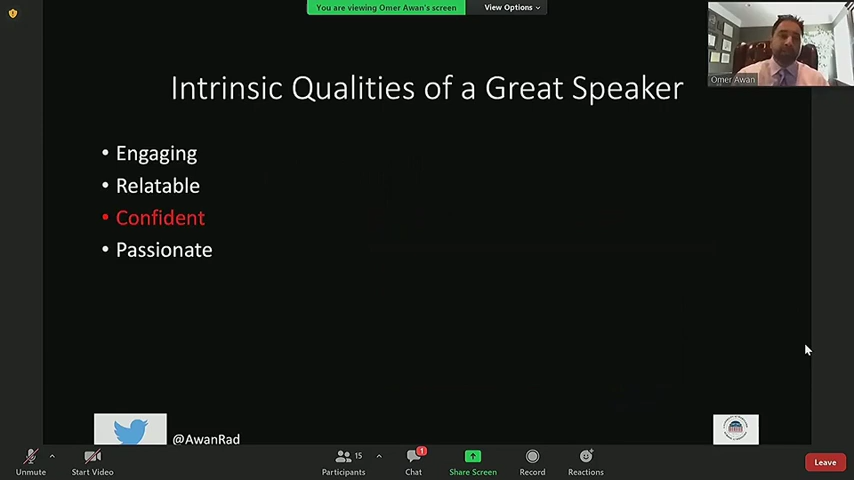 You are viewing Omer Awan's screen
View Options
Omer Awan
Intrinsic Qualities of a Great Speaker
• Engaging
• Relatable
• Confident
• Passionate
@AwanRad
Unmute
Start Video
15
Participants
1
Chat
Share Screen
Record
Reactions
Leave